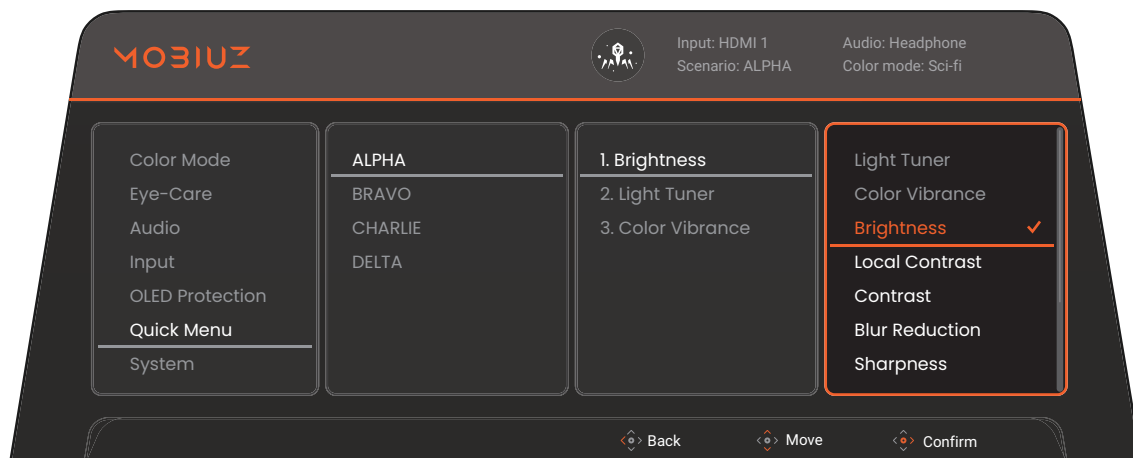 MOBIUZ
Input: HDMI 1
Scenario: ALPHA
Audio: Headphone
Color mode: Sci-fi
Color Mode
Eye-Care
Audio
Input
OLED Protection
Quick Menu
System
ALPHA
BRAVO
CHARLIE
DELTA
1. Brightness
2. Light Tuner
3. Color Vibrance
Light Tuner
Color Vibrance
Brightness
Local Contrast
Contrast
Blur Reduction
Sharpness
Back
Move
Confirm